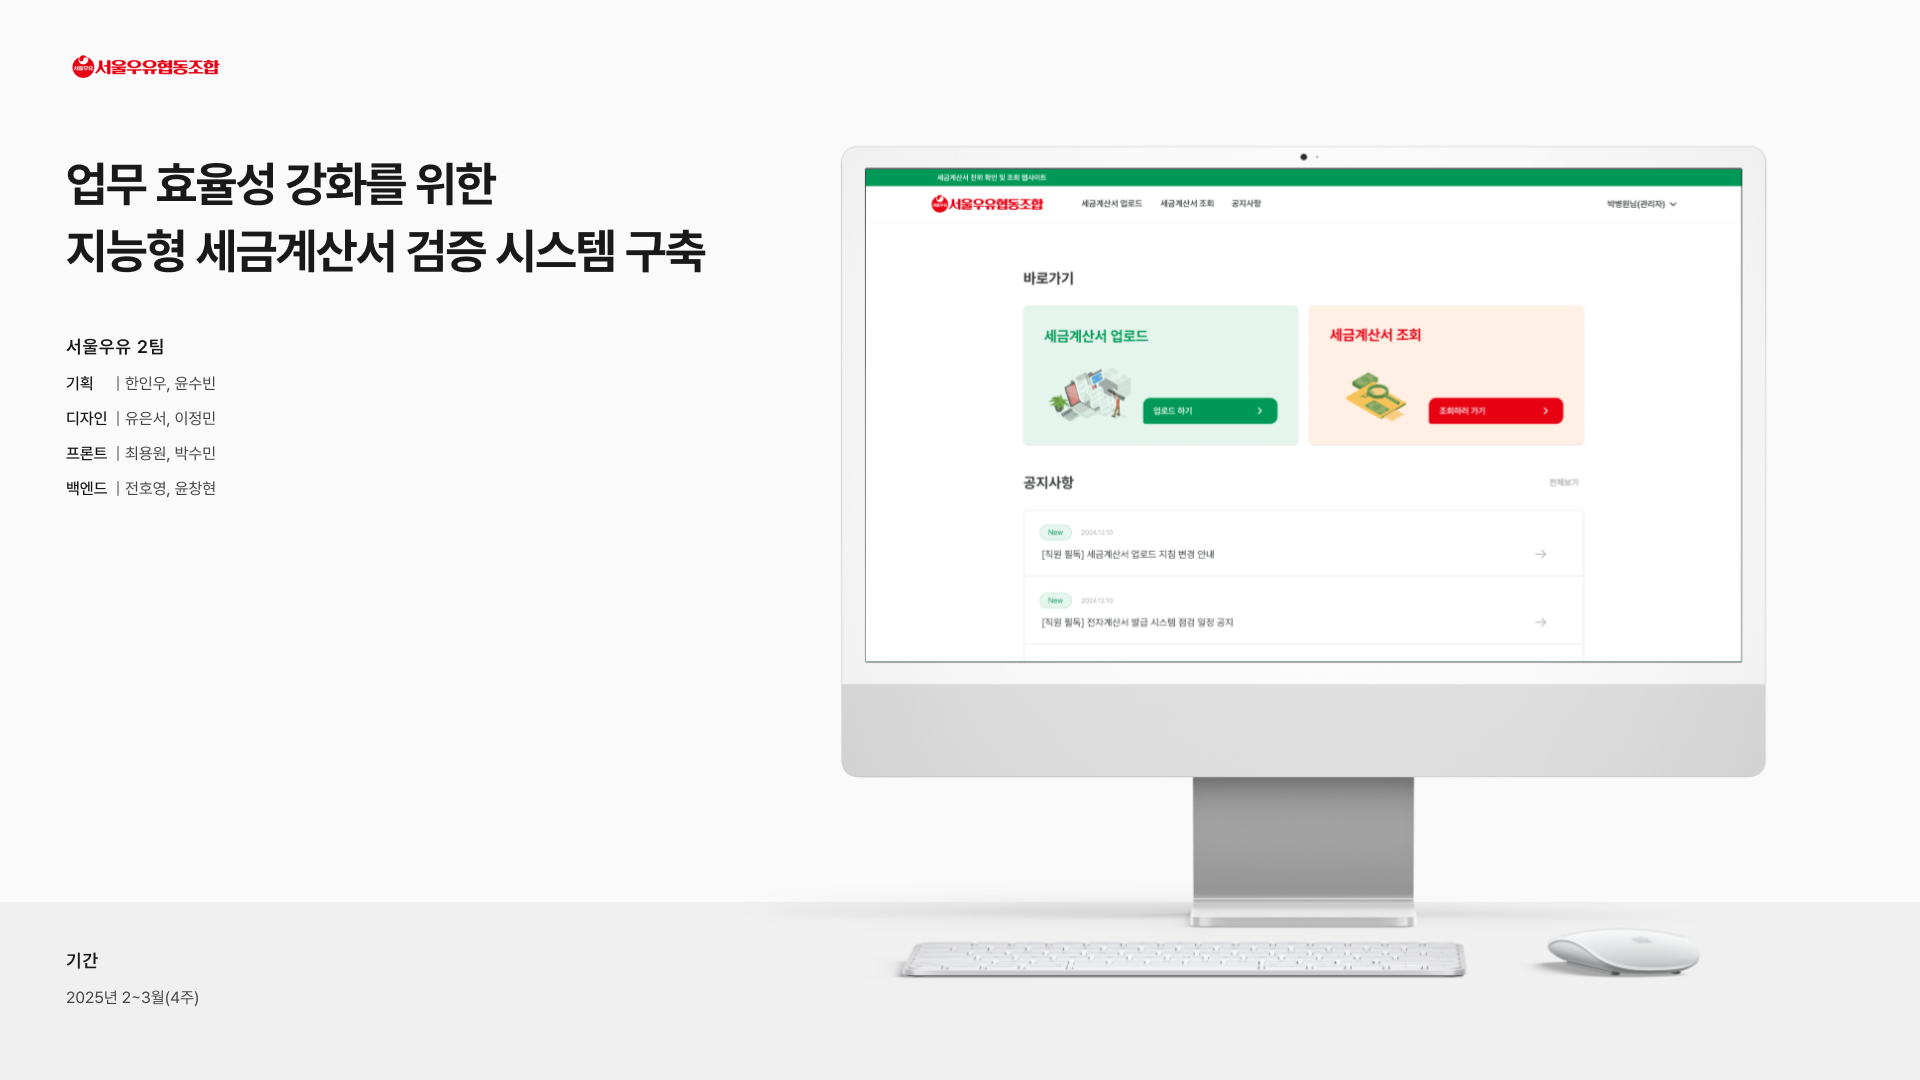 서울우유 서울우유협동조합
업무 효율성 강화를 위한
지능형 세금계산서 검증 시스템 구축
서울우유 2팀
기획 | 한인우, 윤수빈
디자인 | 유은서, 이정민
프론트 | 최용원, 박수민
백엔드 | 전호영, 윤창현
기간
2025년 2~3월(4주)
세금계산서 진위 확인 및 조회 웹사이트
서울우유협동조합 세금계산서 업로드 세금계산서 조회 공지사항 박병원님(관리자)
바로가기
세금계산서 업로드
업로드 하기
세금계산서 조회
조회하러 가기
공지사항 전체보기
New 2024.12.10
[직원 필독] 세금계산서 업로드 지침 변경 안내
New 2024.12.10
[직원 필독] 전자계산서 발급 시스템 점검 일정 공지